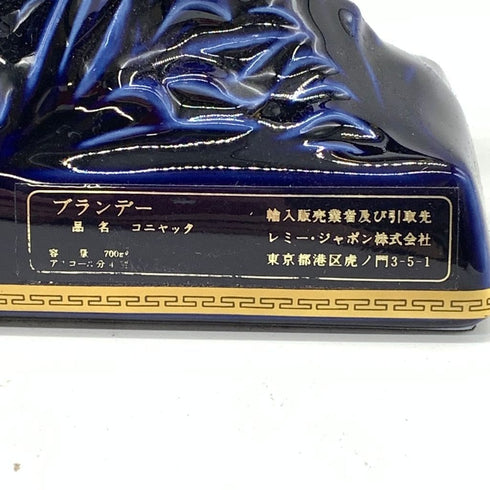 ブランデー
品名 コニャック
容量 700
輸入販売業者及び引取先
レミー・ジャポン株式会社
東京都港区虎ノ門3-5-1